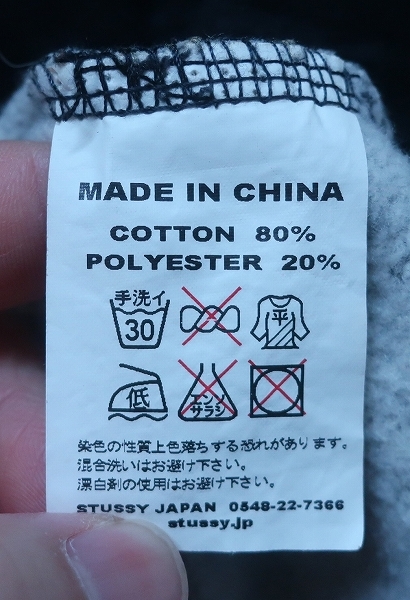 MADE IN CHINA
COTTON 80%
POLYESTER 20%
手洗イ
30
平
低
エンソ
サラシ
染色の性質上色落ちする恐れがあります。
混合洗いはお避け下さい。
漂白剤の使用はお避け下さい。
STUSSY JAPAN 0548-22-7366
stussy.jp